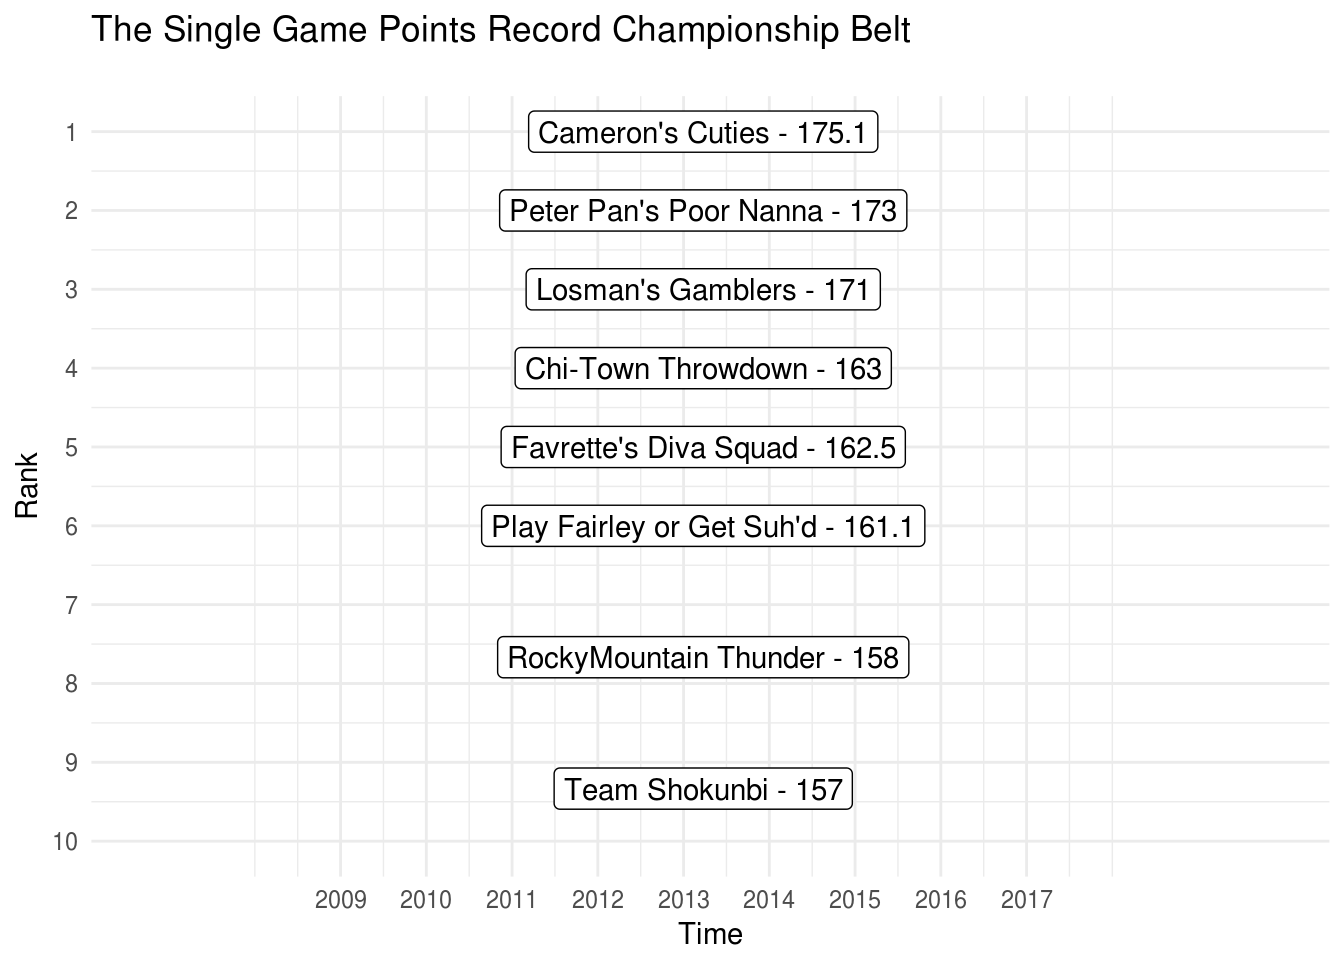 The Single Game Points Record Championship Belt
1
Cameron's Cuties - 175.1
2
Peter Pan's Poor Nanna - 173
3
Losman's Gamblers - 171
4
Chi-Town Throwdown - 163
5
Favrette's Diva Squad - 162.5
Rank
6
Play Fairley or Get Suh'd - 161.1
7
RockyMountain Thunder - 158
8
9
Team Shokunbi - 157
10
2009 2010 2011 2012 2013 2014 2015 2016 2017
Time